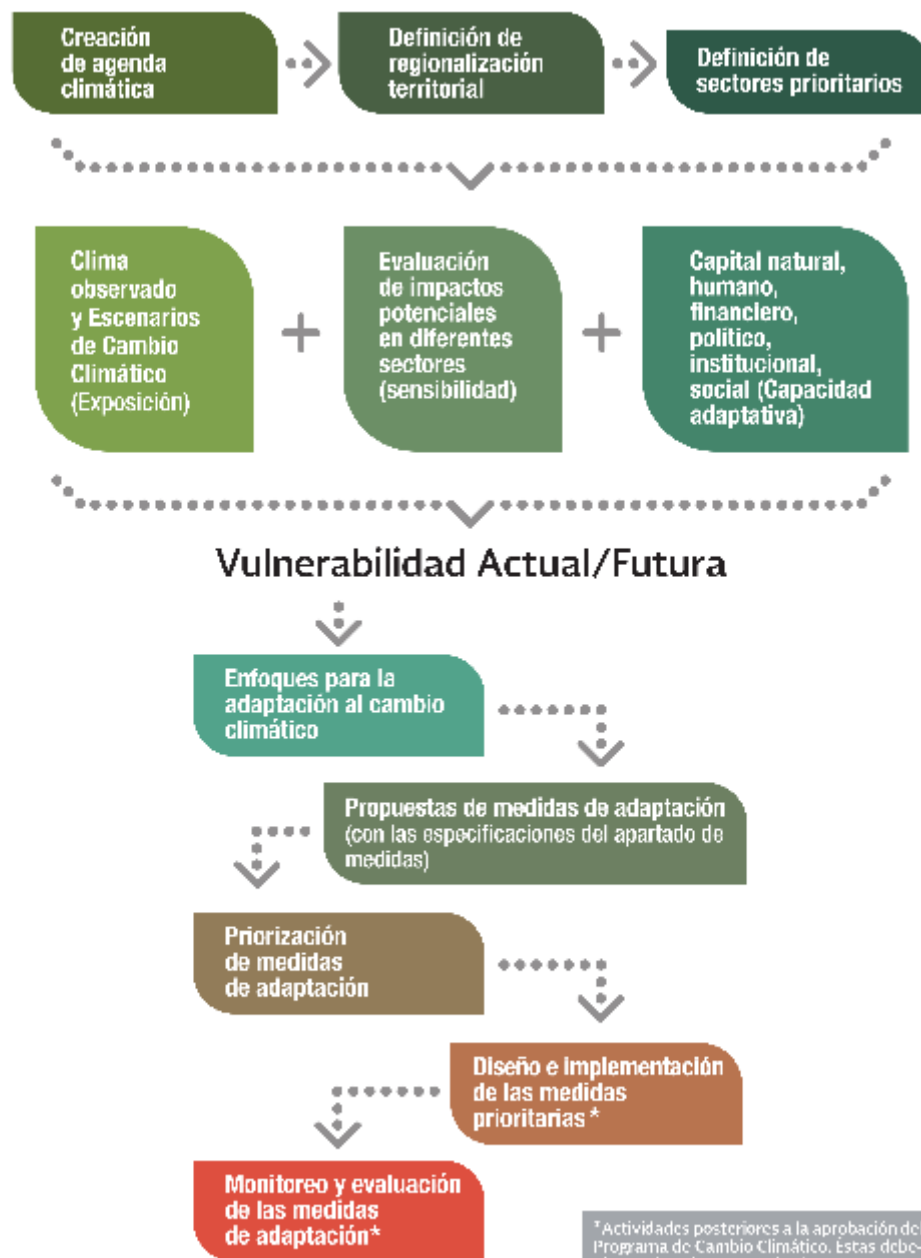 Creación
de agenda
climática
Definición de
regionalización
territorial
Definición de
sectores prioritarios
Clima
observado
y Escenarios
de Cambio
Climático
(Exposición)
+
Evaluación
de impactos
potenciales
en diferentes
sectores
(sensibilidad)
+
Capital natural,
humano,
financiero,
político,
institucional,
social (Capacidad
adaptativa)
Vulnerabilidad Actual/Futura
Enfoques para la
adaptación al cambio
climático
Propuestas de medidas de adaptación
(con las especificaciones del apartado de
medidas)
Priorización
de medidas
de adaptación
Diseño e implementación
de las medidas
prioritarias *
Monitoreo y evaluación
de las medidas
de adaptación*
*Actividades posteriores a la aprobación de
Programa de Cambio Climático. Éstas debe